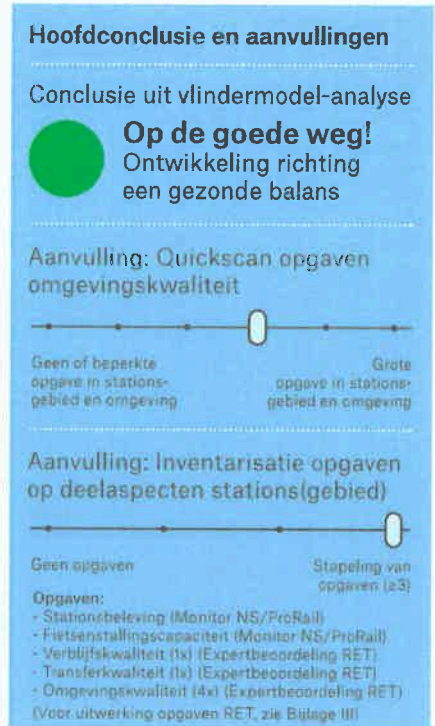 Hoofdconclusie en aanvullingen
Conclusie uit vlindermodel-analyse
Op de goede weg!
Ontwikkeling richting
een gezonde balans
Aanvulling: Quickscan opgaven
omgevingskwaliteit
Geen of beperkte
opgave in stations-
gebied en omgeving
Grote
opgave in stations-
gebied en omgeving
Aanvulling: Inventarisatie opgaven
op deelaspecten stations(gebied)
Geen opgaven
Stapeling van
opgaven (≥3)
Opgaven:
- Stationsbeleving (Monitor NS/ProRail)
- Fietsenstallingscapaciteit (Monitor NS/ProRail)
- Verblijfskwaliteit (1x) (Expertbeoordeling RET)
- Transferkwaliteit (1x) (Expertbeoordeling RET)
- Omgevingskwaliteit (4x) (Expertbeoordeling RET)
(Voor uitwerking opgaven RET, zie Bijlage III)